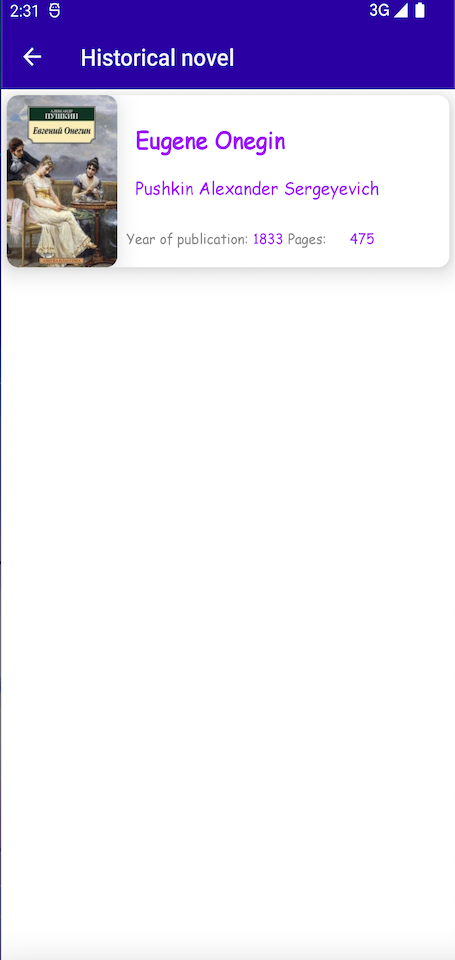 2:31 3G
Historical novel
АЛЕКСАНДР
ПУШКИН
Евгений Онегин
Eugene Onegin
Pushkin Alexander Sergeyevich
Year of publication: 1833 Pages: 475